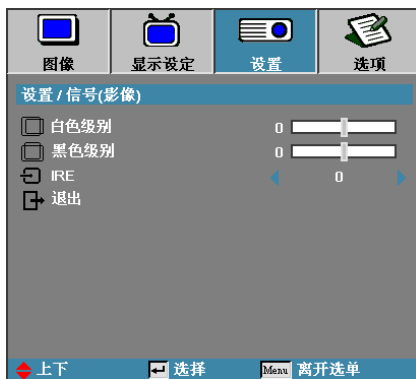 图像 显示设定 设置 选项
设置 / 信号(影像)
白色级别 0
黑色级别 0
IRE 0
退出
上下 选择 Menu 离开选单